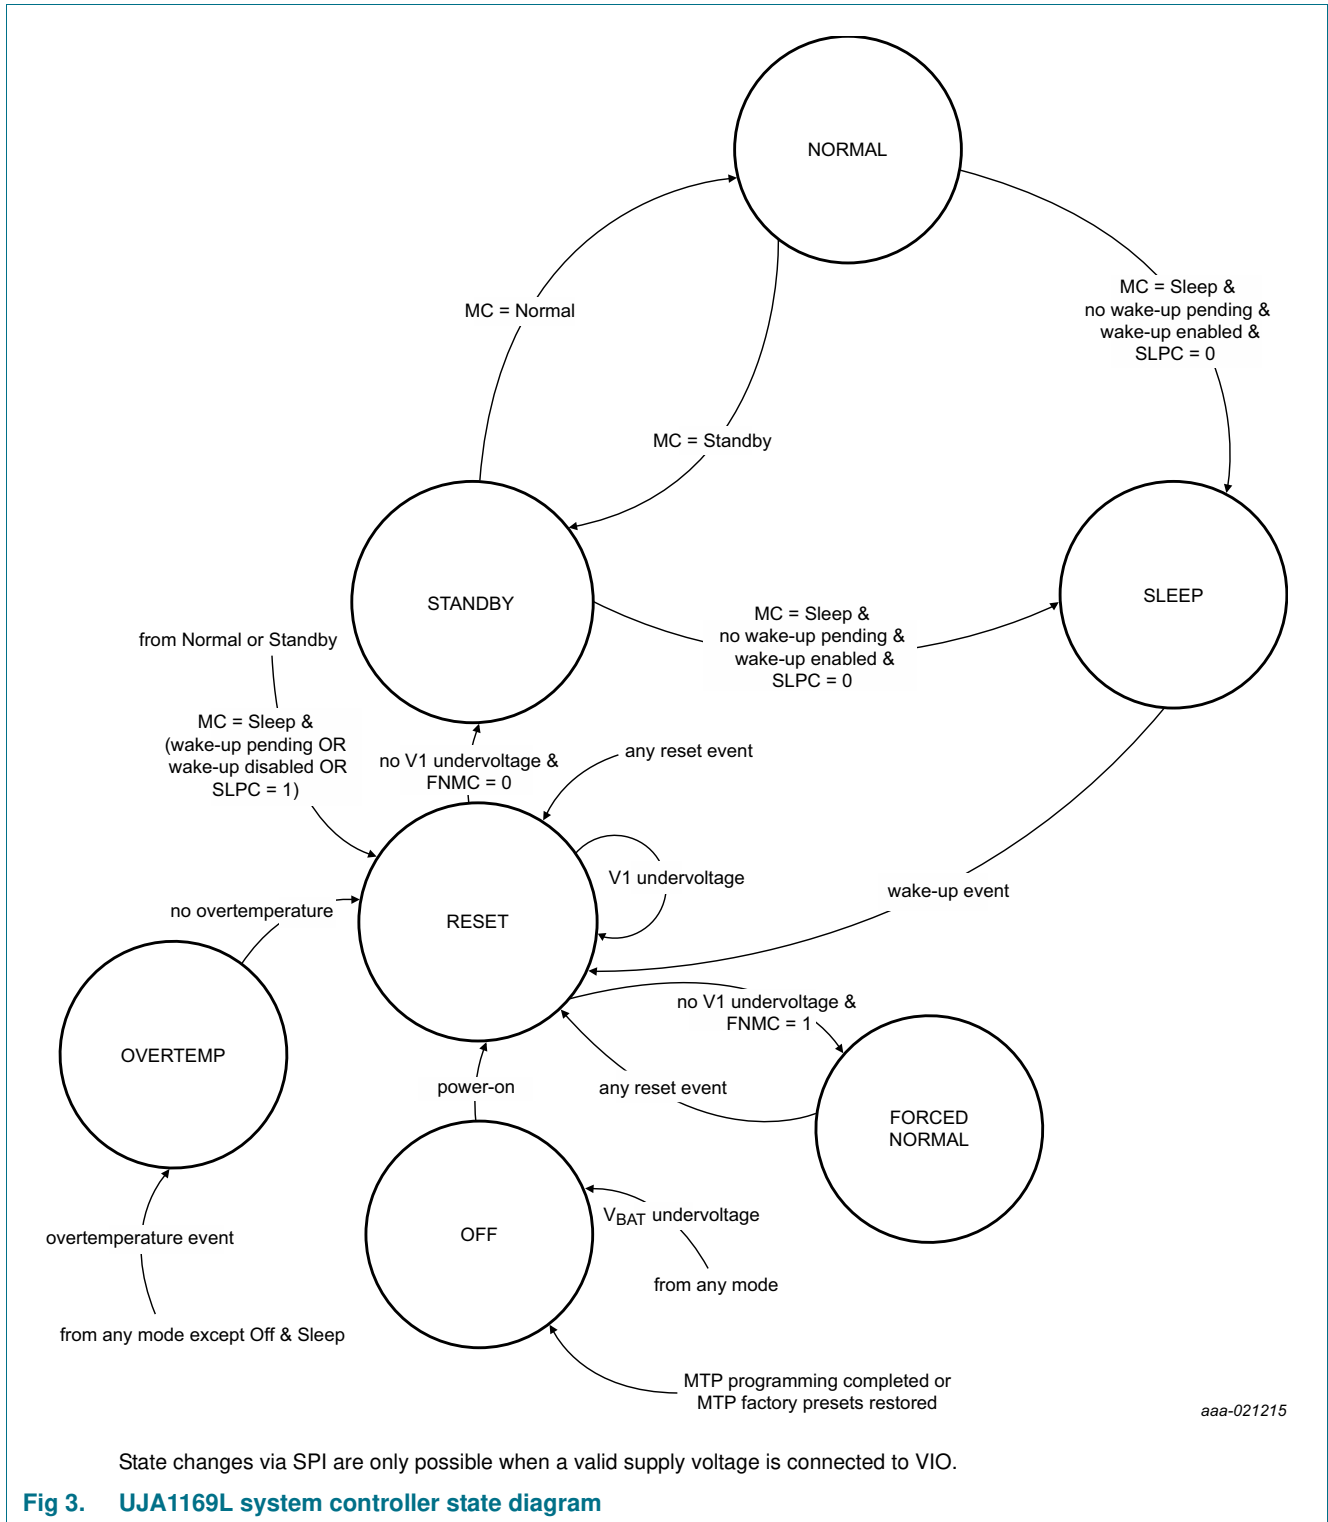 NORMAL
MC = Sleep &
no wake-up pending &
wake-up enabled &
SLPC = 0
MC = Normal
MC = Standby
STANDBY
SLEEP
MC = Sleep &
no wake-up pending &
wake-up enabled &
SLPC = 0
from Normal or Standby
MC = Sleep &
(wake-up pending OR
wake-up disabled OR
SLPC = 1)
no V1 undervoltage &
FNMC = 0
any reset event
V1 undervoltage
wake-up event
no overtemperature
RESET
no V1 undervoltage &
FNMC = 1
OVERTEMP
power-on
any reset event
FORCED
NORMAL
OFF
VBAT undervoltage
from any mode
overtemperature event
from any mode except Off & Sleep
MTP programming completed or
MTP factory presets restored
aaa-021215
State changes via SPI are only possible when a valid supply voltage is connected to VIO.
Fig 3. UJA1169L system controller state diagram